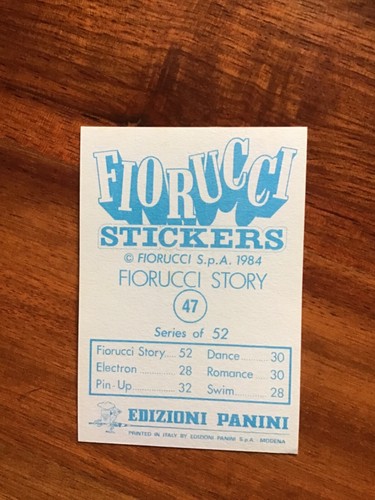 FIORUCCI
STICKERS
© FIORUCCI S.p.A. 1984
FIORUCCI STORY
47
Series of 52
Fiorucci Story.... 52 Dance.... 30
Electron.... 28 Romance.... 30
Pin-Up.... 32 Swim.... 28
EDIZIONI PANINI
PRINTED IN ITALY BY EDIZIONI PANINI S.p.A. MODENA